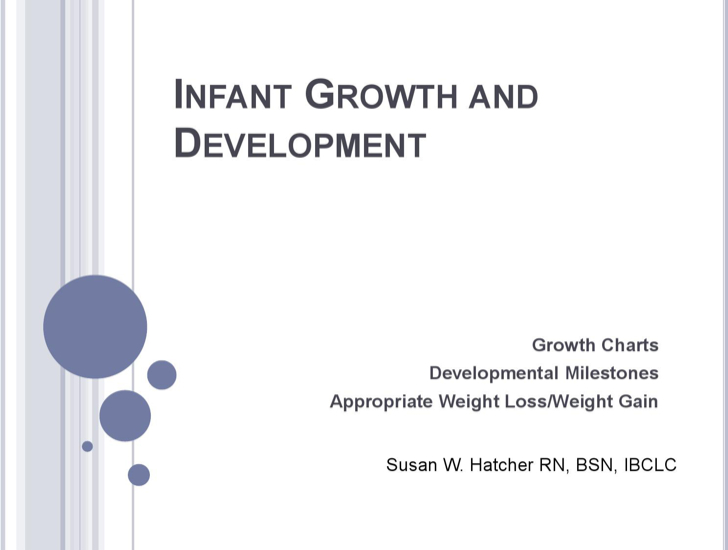 INFANT GROWTH AND
DEVELOPMENT
Growth Charts
Developmental Milestones
Appropriate Weight Loss/Weight Gain
Susan W. Hatcher RN, BSN, IBCLC